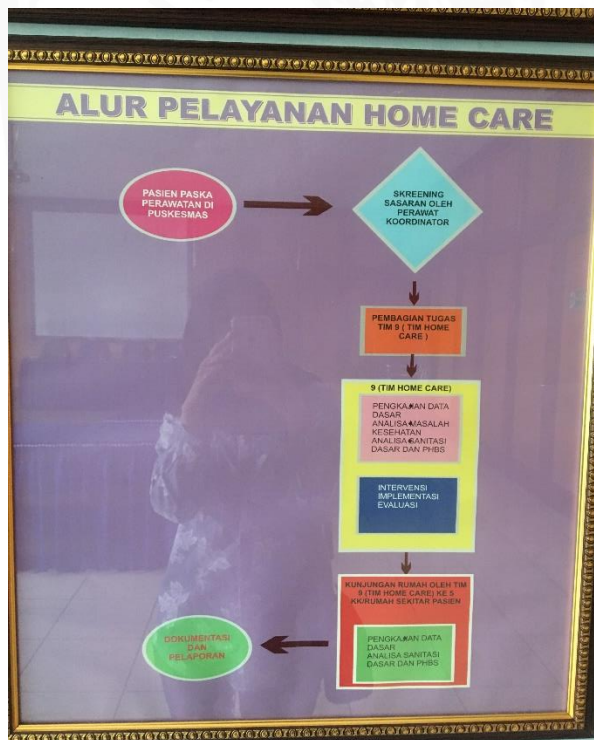 ALUR PELAYANAN HOME CARE
PASIEN PASKA
PERAWATAN DI
PUSKESMAS
SKREENING
SASARAN OLEH
PERAWAT
KOORDINATOR
PEMBAGIAN TUGAS
TIM 9 ( TIM HOME
CARE )
9 (TIM HOME CARE)
PENGKAJIAN DATA
DASAR
ANALISA MASALAH
KESEHATAN
ANALISA SANITASI
DASAR DAN PHBS
INTERVENSI
IMPLEMENTASI
EVALUASI
KUNJUNGAN RUMAH OLEH TIM
9 (TIM HOME CARE) KE 5
KK/RUMAH SEKITAR PASIEN
PENGKAJIAN DATA
DASAR
ANALISA SANITASI
DASAR DAN PHBS
DOKUMENTASI
DAN
PELAPORAN